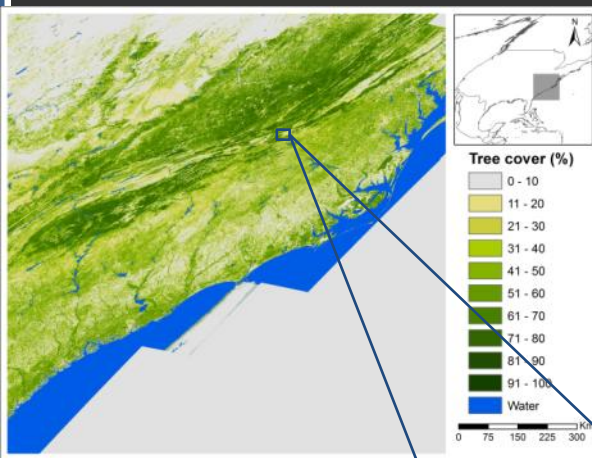 N
Tree cover (%)
0 - 10
11 - 20
21 - 30
31 - 40
41 - 50
51 - 60
61 - 70
71 - 80
81 - 90
91 - 100
Water
Km
0 75 150 225 300